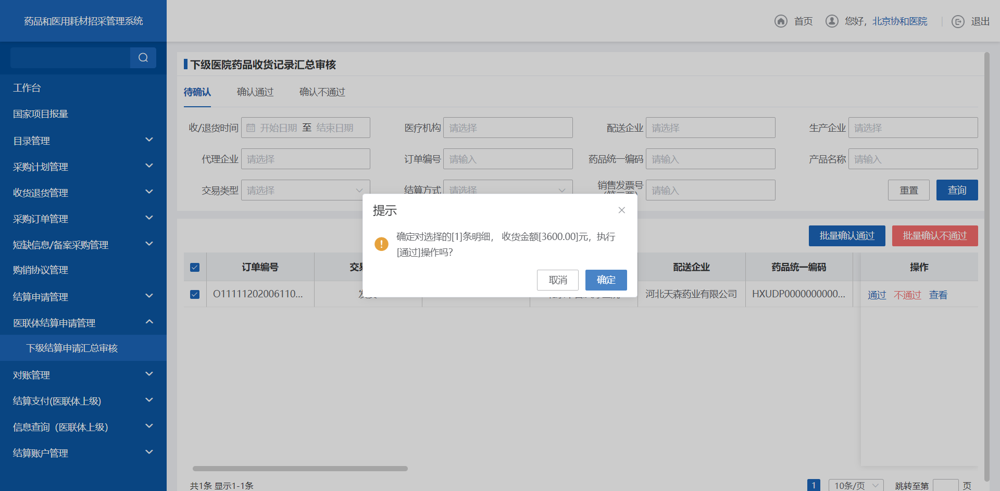 药品和医用耗材招采管理系统
首页
您好，北京协和医院
退出
工作台
国家项目报量
目录管理
采购计划管理
收货退货管理
采购订单管理
短缺信息/备案采购管理
购销协议管理
结算申请管理
医联体结算申请管理
下级结算申请汇总审核
对账管理
结算支付(医联体上级)
信息查询（医联体上级）
结算账户管理
下级医院药品收货记录汇总审核
待确认 确认通过 确认不通过
收/退货时间 开始日期 至 结束日期 医疗机构 请选择 配送企业 请选择 生产企业 请选择
代理企业 请选择 订单编号 请输入 药品统一编码 请输入 产品名称 请输入
交易类型 请选择 结算方式 请选择 销售发票号 请输入 重置 查询
批量确认通过 批量确认不通过
提示
确定对选择的[1]条明细， 收货金额[3600.00]元，执行
[通过]操作吗?
取消 确定
订单编号 配送企业 药品统一编码 操作
O11111202006110... 河北天森药业有限公司 HXUDP0000000000... 通过 不通过 查看
共1条 显示1-1条 1 10条/页 跳转至第 页